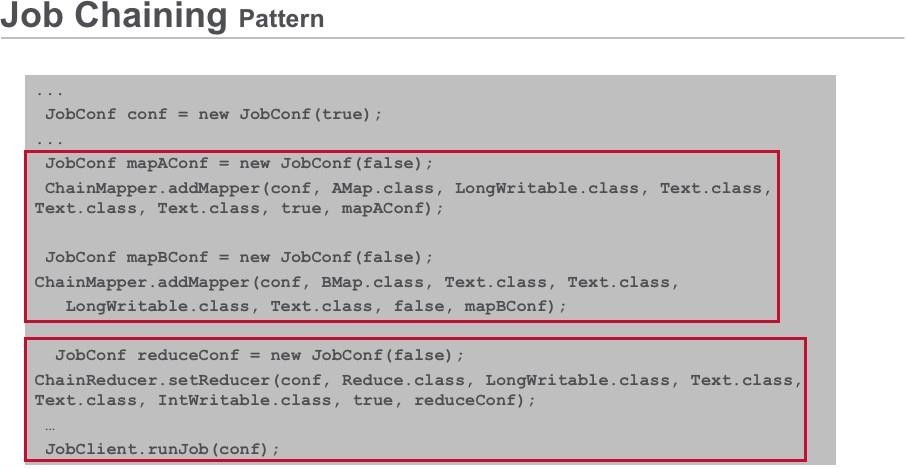 Job Chaining Pattern
...
JobConf conf = new JobConf(true);
...
JobConf mapAConf = new JobConf(false);
ChainMapper.addMapper(conf, AMap.class, LongWritable.class, Text.class,
Text.class, Text.class, true, mapAConf);
JobConf mapBConf = new JobConf(false);
ChainMapper.addMapper(conf, BMap.class, Text.class, Text.class,
LongWritable.class, Text.class, false, mapBConf);
JobConf reduceConf = new JobConf(false);
ChainReducer.setReducer(conf, Reduce.class, LongWritable.class, Text.class,
Text.class, IntWritable.class, true, reduceConf);
…
JobClient.runJob(conf);